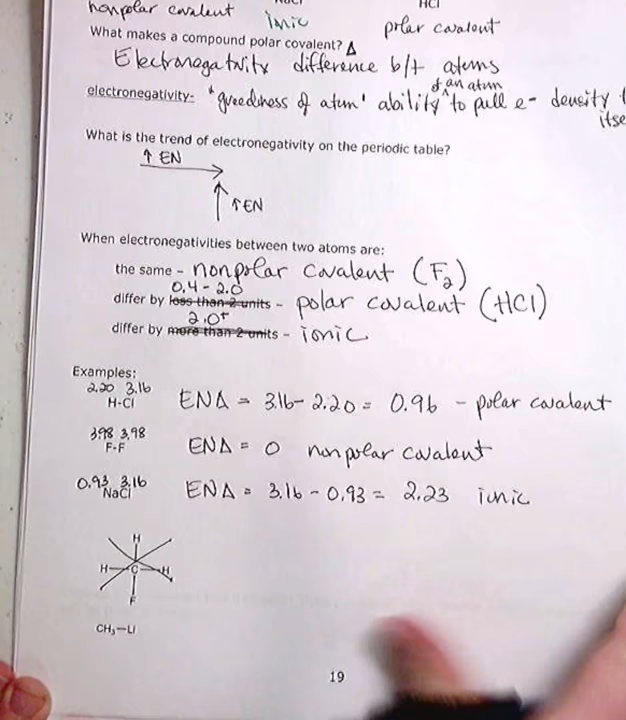 nonpolar covalent ionic HCl
polar covalent
What makes a compound polar covalent? Δ
Electronegativity difference b/t atoms
of an atom
electronegativity- "greediness of atom' ability ^ to pull e- density
itse
What is the trend of electronegativity on the periodic table?
↑ EN
↑EN
When electronegativities between two atoms are:
the same - nonpolar covalent (F₂)
0.4 - 2.0
differ by less than 2 units - polar covalent (HCl)
2.0+
differ by more than 2 units - ionic
Examples:
2.20 3.16
H-Cl ENΔ = 3.16 - 2.20 = 0.96 - polar covalent
3.98 3.98
F-F ENΔ = 0 nonpolar covalent
0.93 3.16
NaCl ENΔ = 3.16 - 0.93 = 2.23 ionic
H
H-C-H
F
CH₃—Li
19